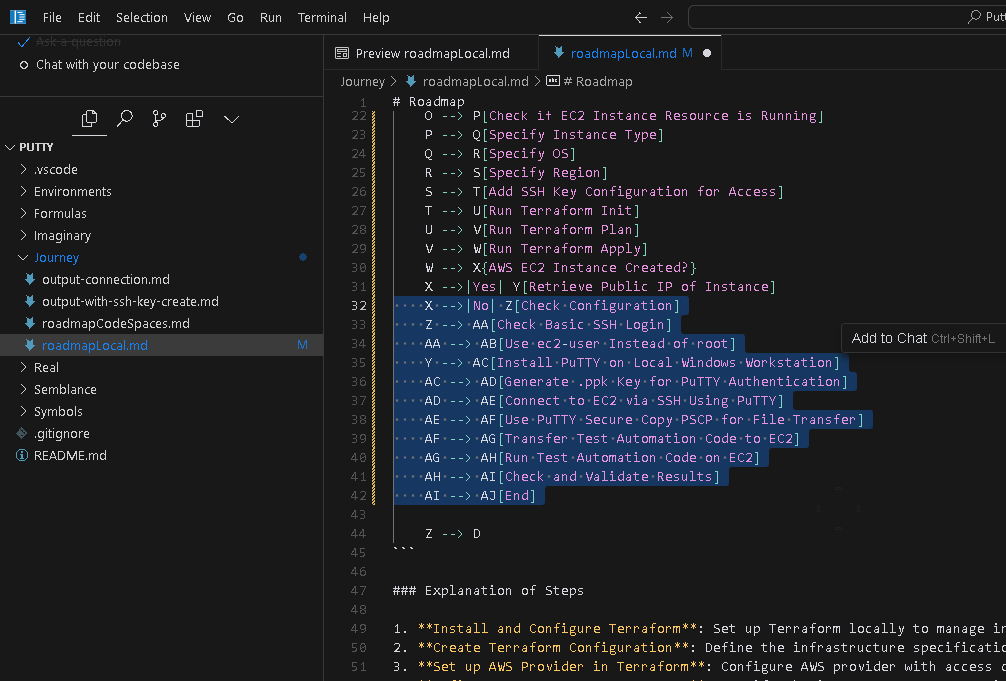 File Edit Selection View Go Run Terminal Help
Putt
Ask a question
Chat with your codebase
PUTTY
.vscode
Environments
Formulas
Imaginary
Journey
output-connection.md
output-with-ssh-key-create.md
roadmapCodeSpaces.md
roadmapLocal.md M
Real
Semblance
Symbols
.gitignore
README.md
Preview roadmapLocal.md
roadmapLocal.md M
Journey > roadmapLocal.md > # Roadmap
1 # Roadmap
22 O --> P[Check if EC2 Instance Resource is Running]
23 P --> Q[Specify Instance Type]
24 Q --> R[Specify OS]
25 R --> S[Specify Region]
26 S --> T[Add SSH Key Configuration for Access]
27 T --> U[Run Terraform Init]
28 U --> V[Run Terraform Plan]
29 V --> W[Run Terraform Apply]
30 W --> X{AWS EC2 Instance Created?}
31 X -->|Yes| Y[Retrieve Public IP of Instance]
32 X -->|No| Z[Check Configuration]
33 Z --> AA[Check Basic SSH Login]
34 AA --> AB[Use ec2-user Instead of root]
35 Y --> AC[Install PuTTY on Local Windows Workstation]
36 AC --> AD[Generate .ppk Key for PuTTY Authentication]
37 AD --> AE[Connect to EC2 via SSH Using PuTTY]
38 AE --> AF[Use PuTTY Secure Copy PSCP for File Transfer]
39 AF --> AG[Transfer Test Automation Code to EC2]
40 AG --> AH[Run Test Automation Code on EC2]
41 AH --> AI[Check and Validate Results]
42 AI --> AJ[End]
43
44 Z --> D
45 ```
46
47 ### Explanation of Steps
48
49 1. **Install and Configure Terraform**: Set up Terraform locally to manage in
50 2. **Create Terraform Configuration**: Define the infrastructure specificatio
51 3. **Set up AWS Provider in Terraform**: Configure AWS provider with access
Add to Chat Ctrl+Shift+L